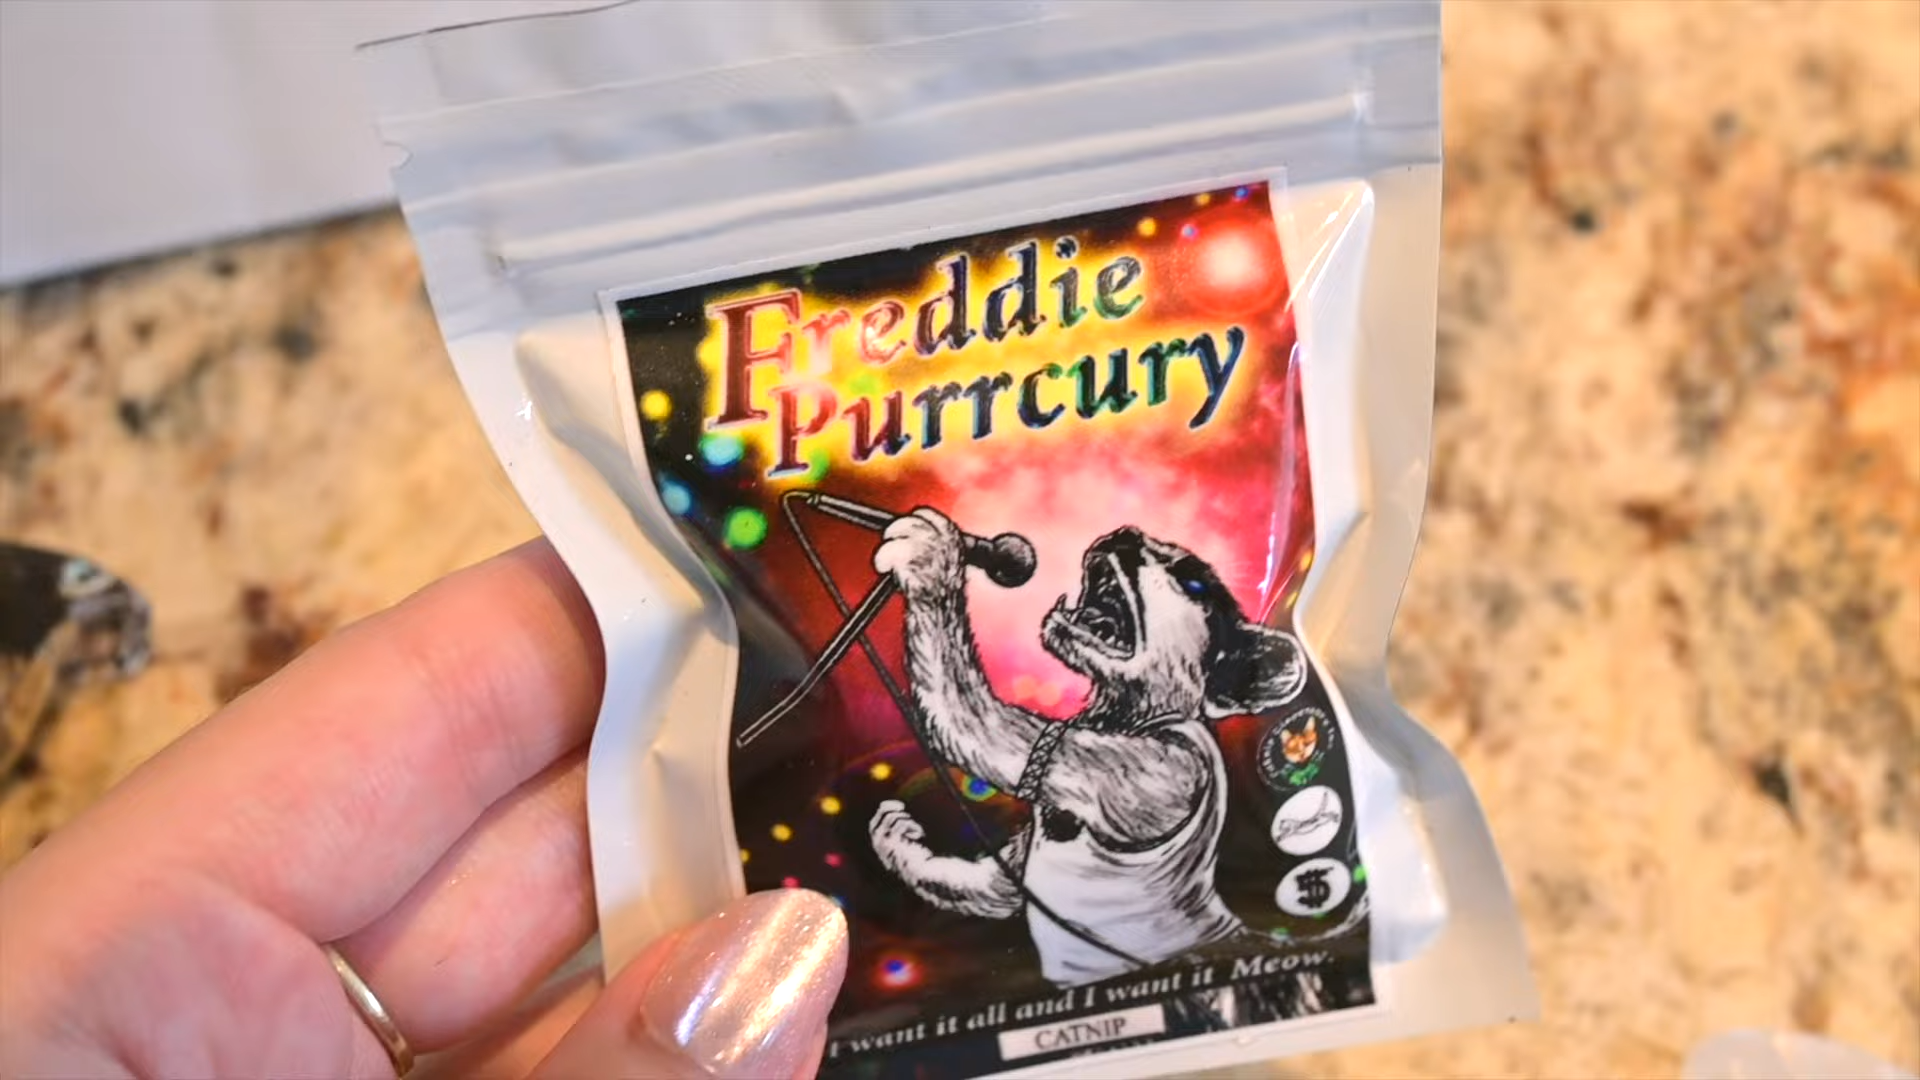 Freddie
Purrcury
$
I want it all and I want it Meow.
CATNIP